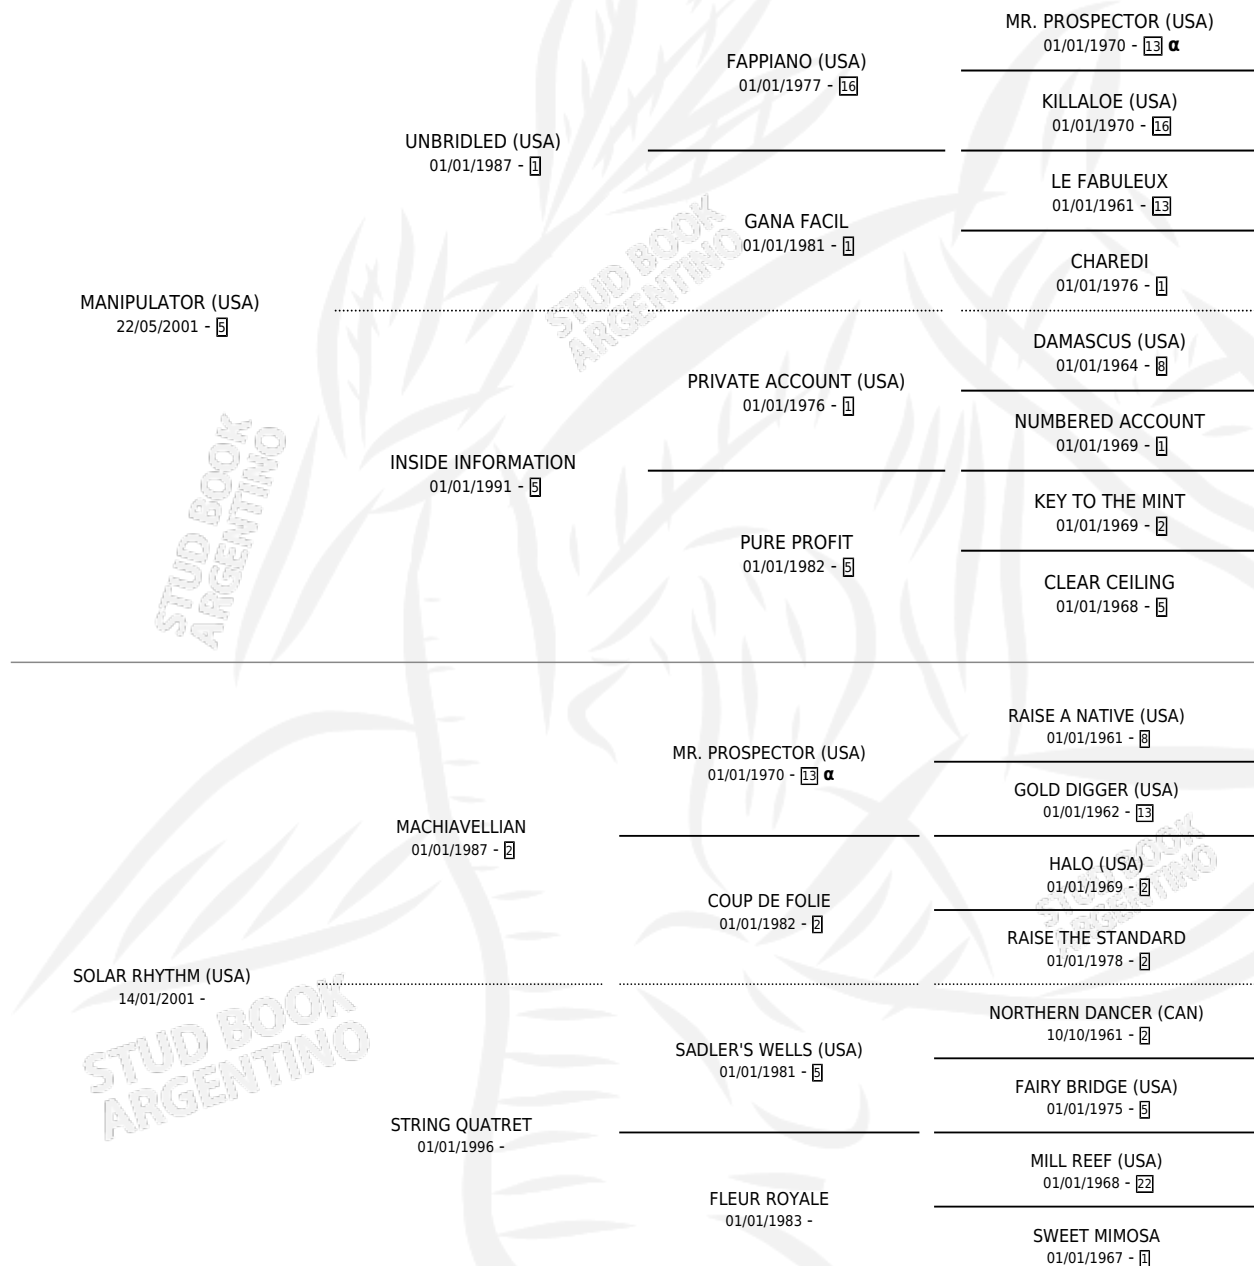 MR. PROSPECTOR (USA)
01/01/1970 - 13 α
FAPPIANO (USA)
01/01/1977 - 16
KILLALOE (USA)
01/01/1970 - 16
UNBRIDLED (USA)
01/01/1987 - 1
LE FABULEUX
01/01/1961 - 13
GANA FACIL
01/01/1981 - 1
CHAREDI
01/01/1976 - 1
MANIPULATOR (USA)
22/05/2001 - 5
DAMASCUS (USA)
01/01/1964 - 8
PRIVATE ACCOUNT (USA)
01/01/1976 - 1
NUMBERED ACCOUNT
01/01/1969 - 1
INSIDE INFORMATION
01/01/1991 - 5
KEY TO THE MINT
01/01/1969 - 2
PURE PROFIT
01/01/1982 - 5
CLEAR CEILING
01/01/1968 - 5
STUD BOOK
ARGENTINO
STUD BOOK
ARGENTINO
RAISE A NATIVE (USA)
01/01/1961 - 8
MR. PROSPECTOR (USA)
01/01/1970 - 13 α
GOLD DIGGER (USA)
01/01/1962 - 13
MACHIAVELLIAN
01/01/1987 - 2
HALO (USA)
01/01/1969 - 2
COUP DE FOLIE
01/01/1982 - 2
RAISE THE STANDARD
01/01/1978 - 2
SOLAR RHYTHM (USA)
14/01/2001 -
NORTHERN DANCER (CAN)
10/10/1961 - 2
SADLER'S WELLS (USA)
01/01/1981 - 5
FAIRY BRIDGE (USA)
01/01/1975 - 5
STRING QUATRET
01/01/1996 -
MILL REEF (USA)
01/01/1968 - 22
FLEUR ROYALE
01/01/1983 -
SWEET MIMOSA
01/01/1967 - 1
STUD BOOK
ARGENTINO
STUD BOOK
ARGENTINO